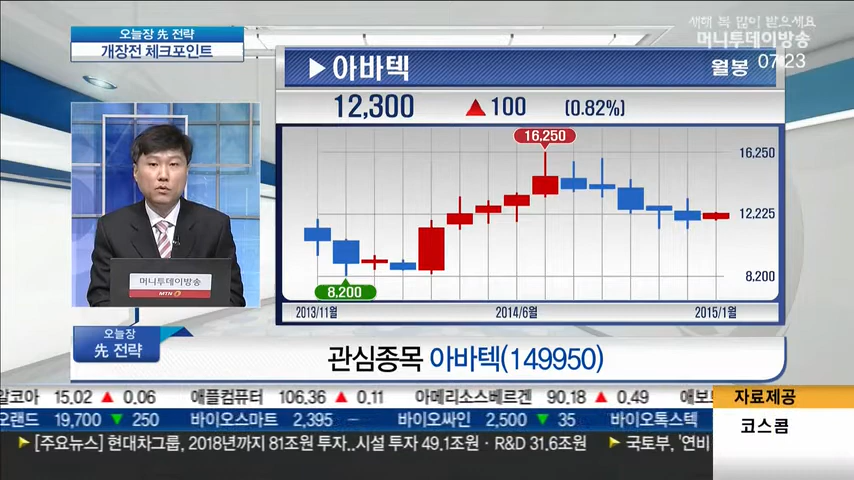 오늘장 先 전략
개장전 체크포인트
새해 복 많이 받으세요
머니투데이방송
07:23
▶아바텍
월봉
12,300 ▲100 (0.82%)
16,250
16,250
12,225
8,200
8,200
2013/11월 2014/6월 2015/1월
머니투데이방송
MTN
오늘장
先 전략
관심종목 아바텍(149950)
알코아 15.02 ▲ 0.06 애플컴퓨터 106.36 ▲ 0.11 아메리소스베르겐 90.18 ▲ 0.49 애보트
오랜드 19,700 ▼ 250 바이오스마트 2,395 – 바이오싸인 2,500 ▼ 35 바이오톡스텍
▶[주요뉴스] 현대차그룹, 2018년까지 81조원 투자..시설 투자 49.1조원·R&D 31.6조원 ▶ 국토부, '연비
자료제공
코스콤